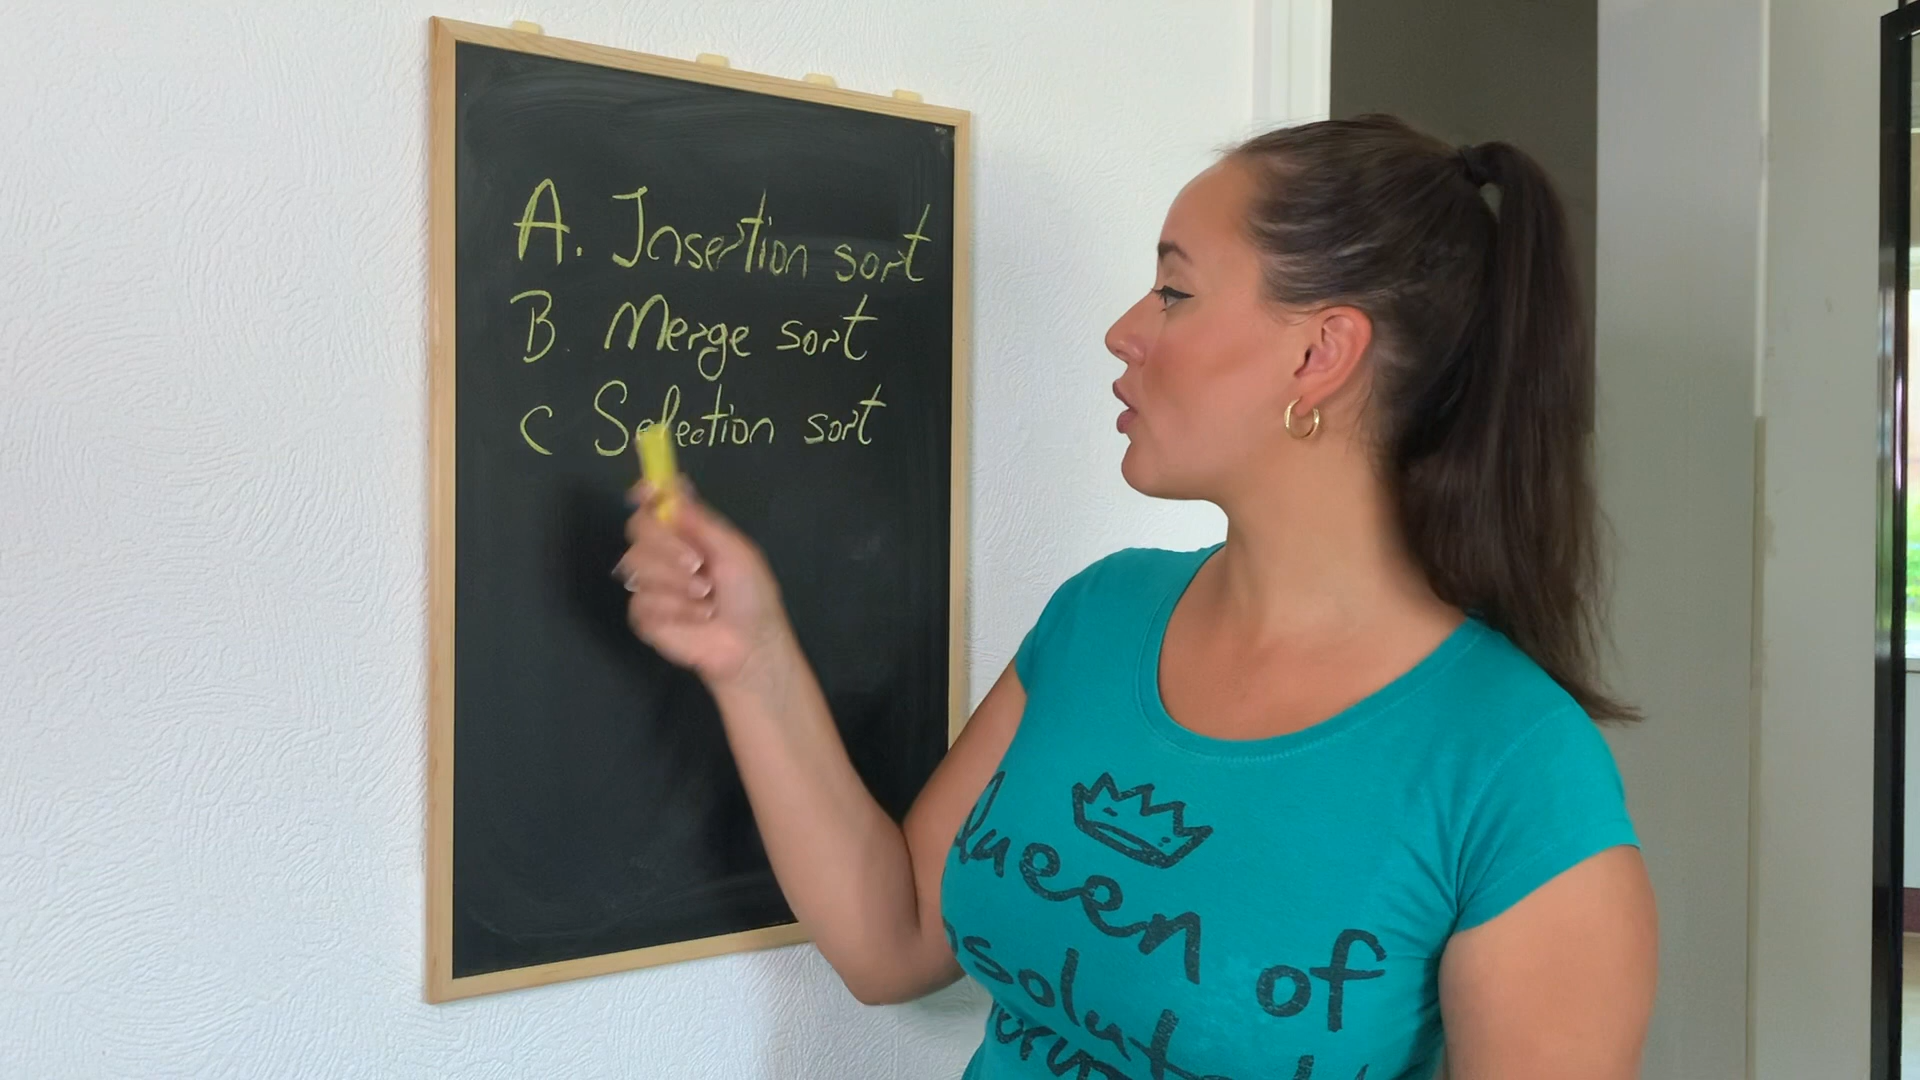 A. Insertion sort
B. Merge sort
C Selection sort
Queen of